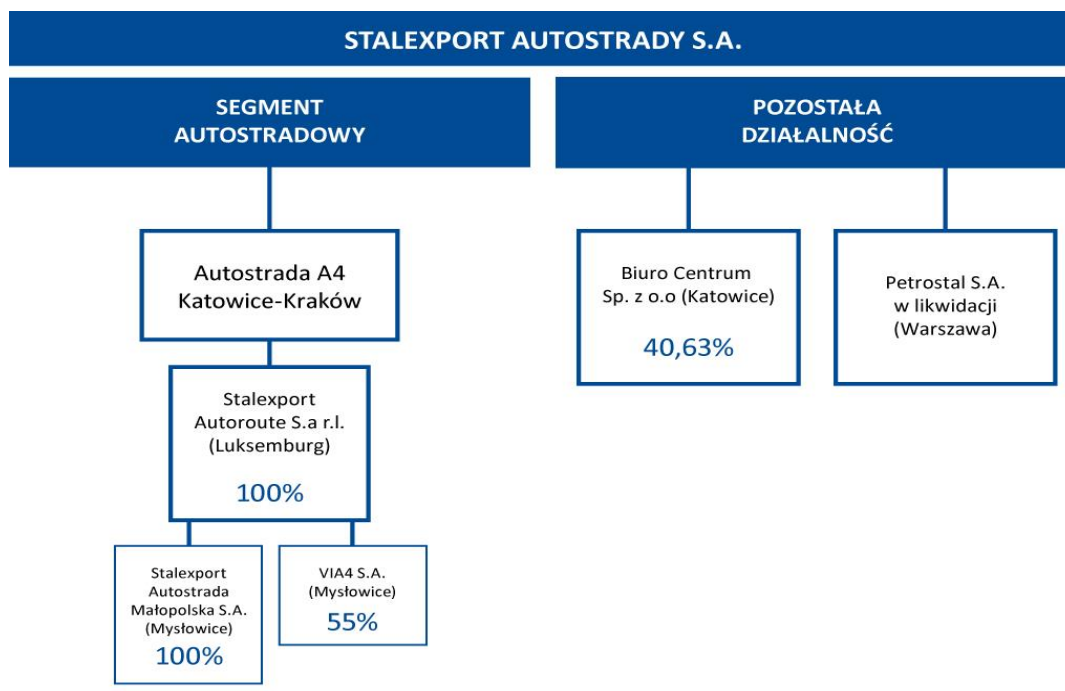 STALEXPORT AUTOSTRADY S.A.
SEGMENT
AUTOSTRADOWY
POZOSTAŁA
DZIAŁALNOŚĆ
Autostrada A4
Katowice-Kraków
Biuro Centrum
Sp. z o.o (Katowice)
40,63%
Petrostal S.A.
w likwidacji
(Warszawa)
Stalexport
Autoroute S.a r.l.
(Luksemburg)
100%
Stalexport
Autostrada
Małopolska S.A.
(Mysłowice)
100%
VIA4 S.A.
(Mysłowice)
55%